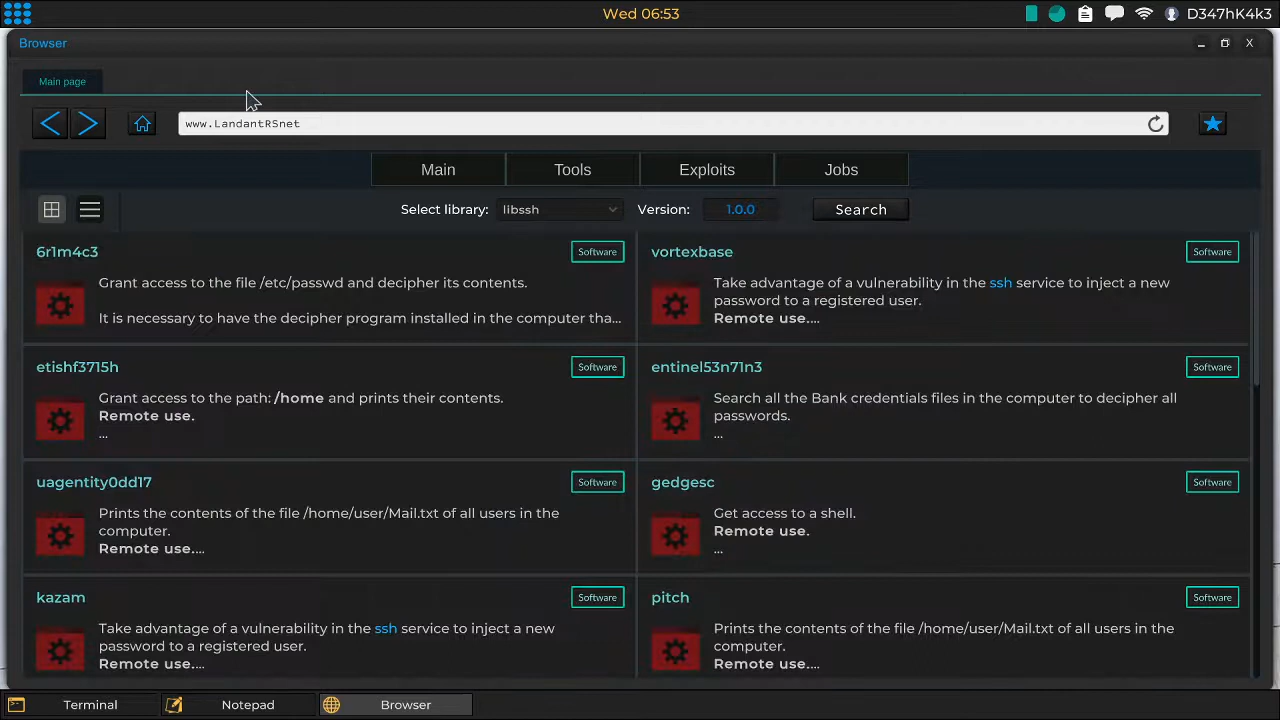 Wed 06:53
D347hK4k3
Browser
Main page
www.LandantRSnet
Main
Tools
Exploits
Jobs
Select library:
libssh
Version:
1.0.0
Search
6r1m4c3
Software
Grant access to the file /etc/passwd and decipher its contents.
It is necessary to have the decipher program installed in the computer tha...
vortexbase
Software
Take advantage of a vulnerability in the ssh service to inject a new
password to a registered user.
Remote use....
etishf3715h
Software
Grant access to the path: /home and prints their contents.
Remote use.
...
entinel53n71n3
Software
Search all the Bank credentials files in the computer to decipher all
passwords.
...
uagentity0dd17
Software
Prints the contents of the file /home/user/Mail.txt of all users in the
computer.
Remote use....
gedgesc
Software
Get access to a shell.
Remote use.
...
kazam
Software
Take advantage of a vulnerability in the ssh service to inject a new
password to a registered user.
Remote use....
pitch
Software
Prints the contents of the file /home/user/Mail.txt of all users in the
computer.
Remote use....
Terminal
Notepad
Browser